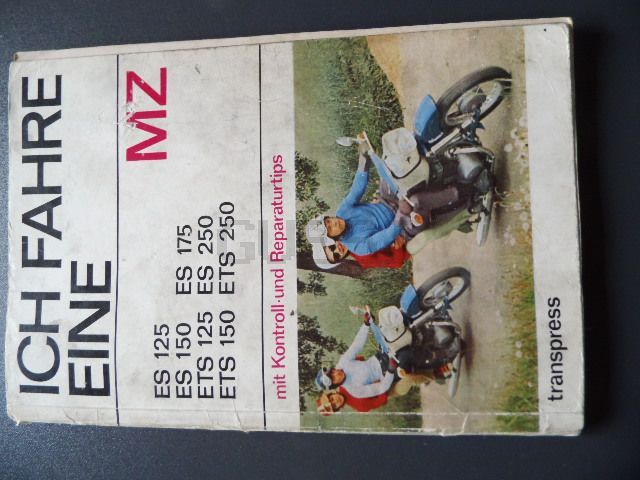 ICH FAHRE
EINE
MZ
ES 125
ES 150 ES 175
ETS 125 ES 250
ETS 150 ETS 250
mit Kontroll- und Reparaturtips
transpress